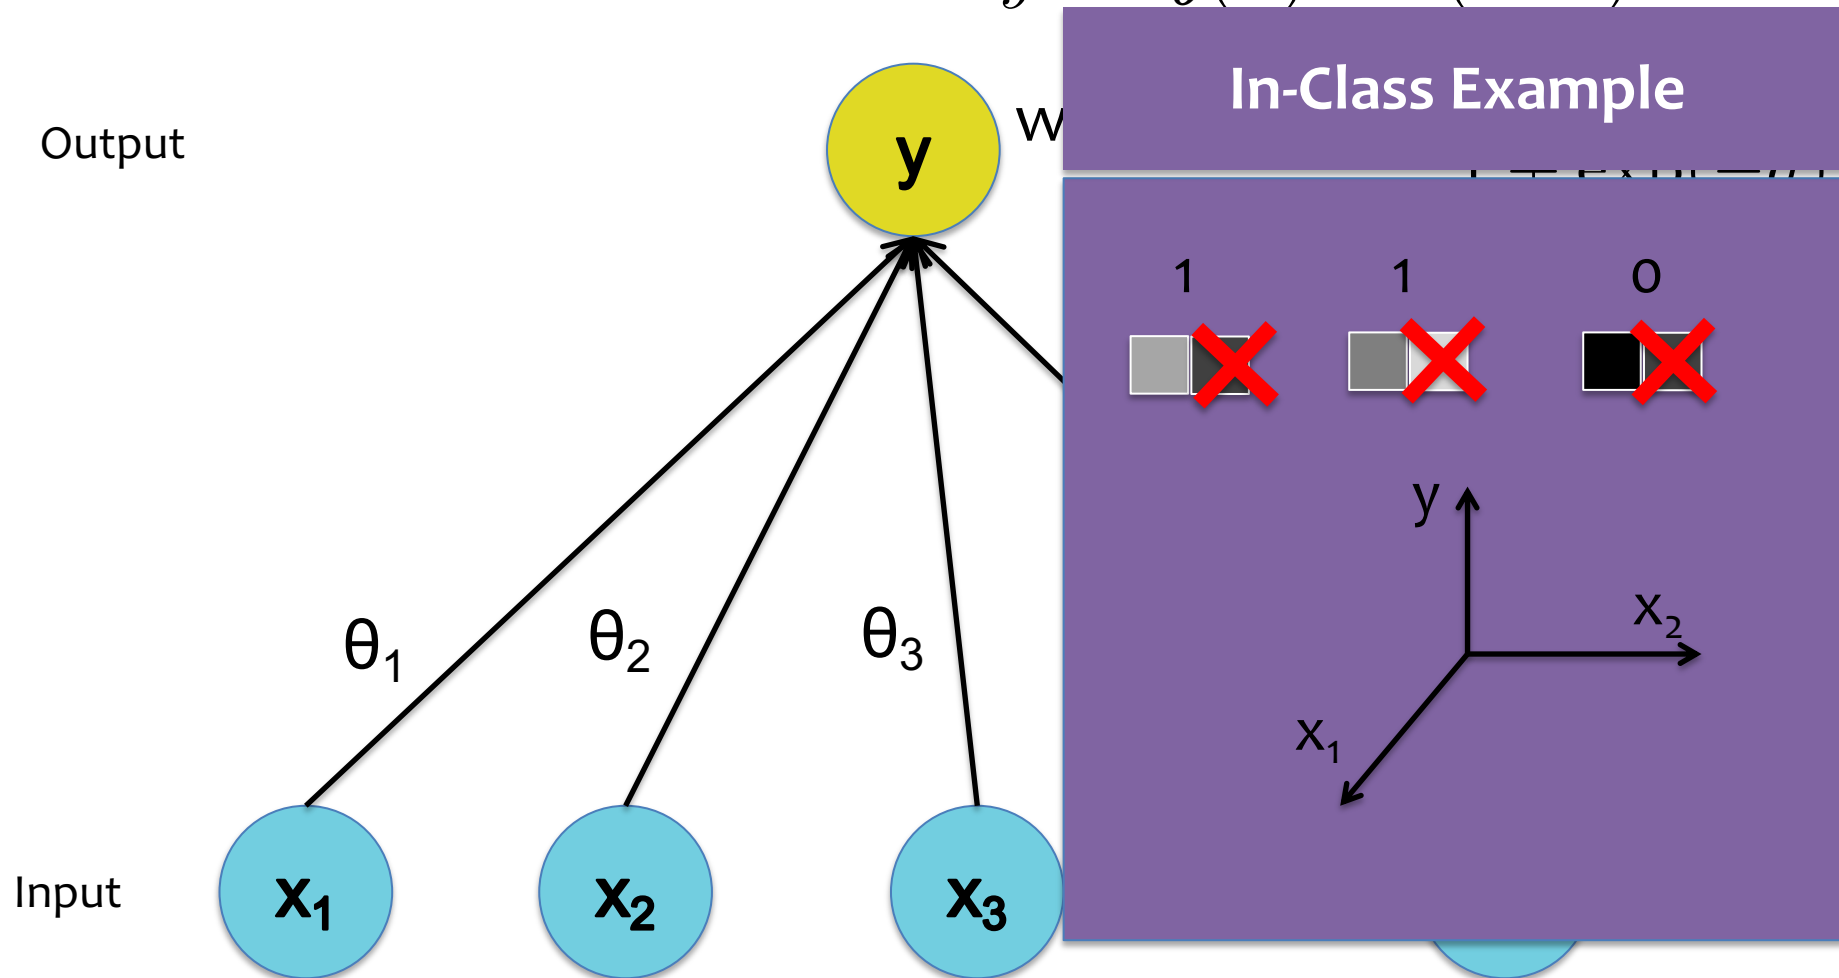 In-Class Example
Output
y
1 1 0
y
x₂
θ₁ θ₂ θ₃
x₁
Input
x₁ x₂ x₃